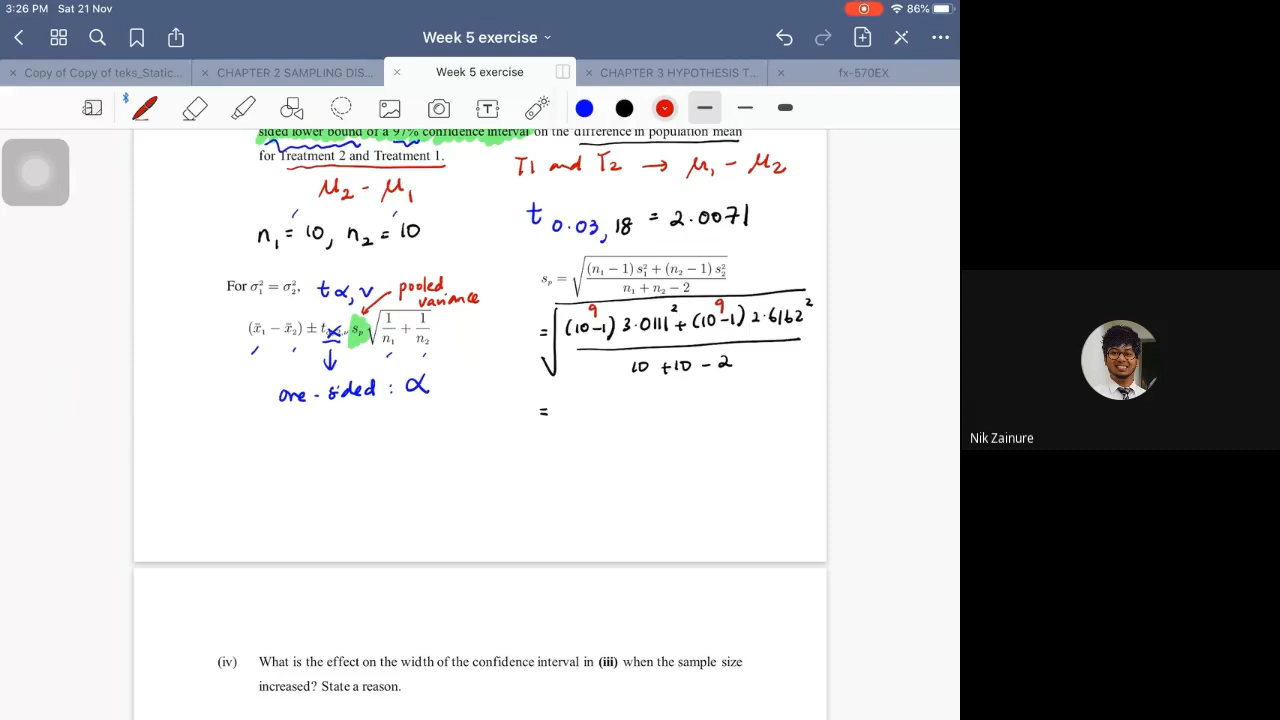 3:26 PM Sat 21 Nov
86%
Week 5 exercise
Copy of Copy of teks_Static...
CHAPTER 2 SAMPLING DIS...
Week 5 exercise
CHAPTER 3 HYPOTHESIS T...
fx-570EX
sided lower bound of a 97% confidence interval on the difference in population mean
for Treatment 2 and Treatment 1.
T1 and T2 → μ₁ - μ₂
μ₂ - μ₁
n₁ = 10, n₂ = 10
t 0.03, 18 = 2.0071
For σ₁² = σ₂²,
t α, v
pooled variance
(x̄₁ − x̄₂) ± t sₚ √(1/n₁ + 1/n₂)
one-sided : α
sₚ = √((n₁ − 1) s₁² + (n₂ − 1) s₂² / n₁ + n₂ − 2)
9 9
= √((10-1) 3.0111² + (10-1) 2.6162² / 10 + 10 - 2)
=
(iv) What is the effect on the width of the confidence interval in (iii) when the sample size
increased? State a reason.
Nik Zainure